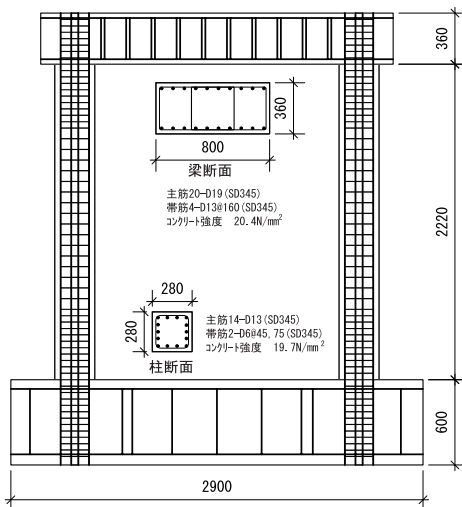 360
360
800
梁断面
主筋20-D19(SD345)
帯筋4-D13@160(SD345)
コンクリート強度 20.4N/mm²
2220
280
280
主筋14-D13(SD345)
帯筋2-D6@45,75(SD345)
コンクリート強度 19.7N/mm²
柱断面
600
2900